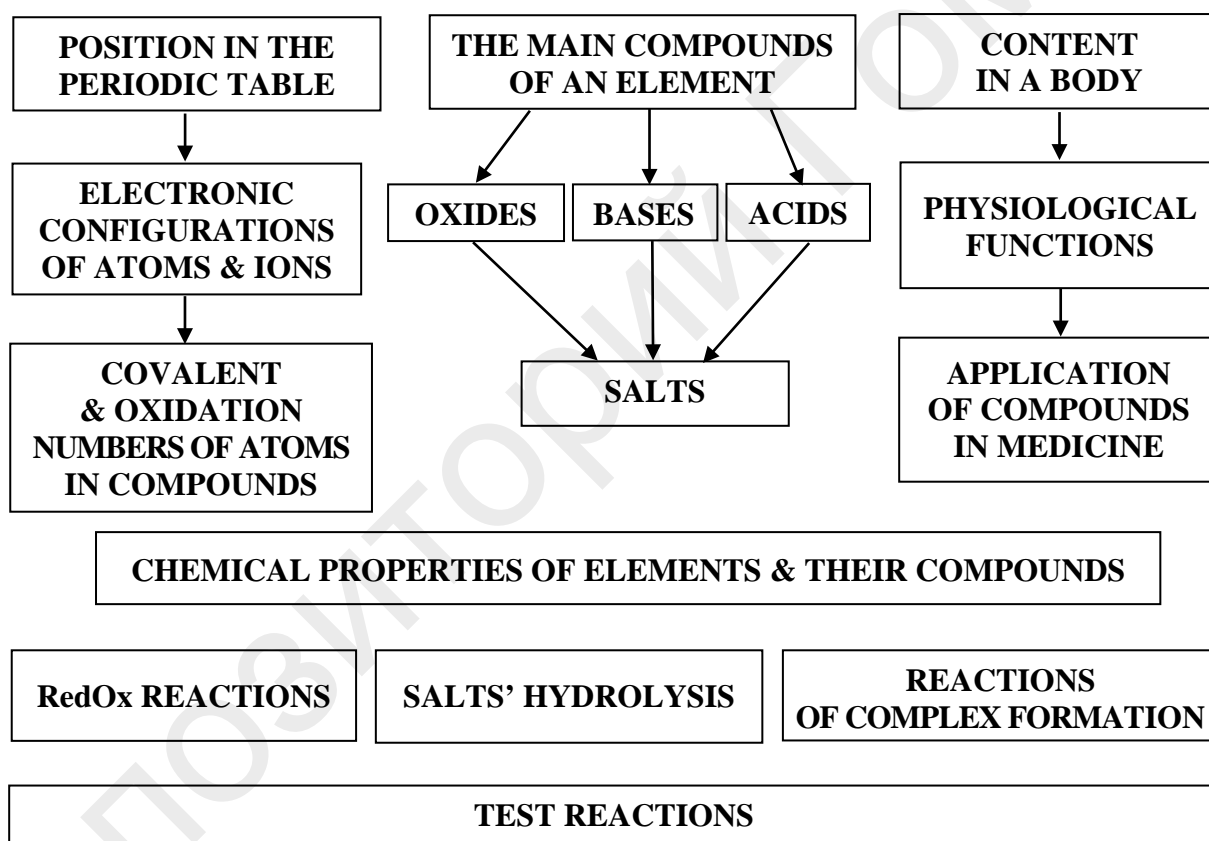 POSITION IN THE
PERIODIC TABLE
THE MAIN COMPOUNDS
OF AN ELEMENT
CONTENT
IN A BODY
ELECTRONIC
CONFIGURATIONS
OF ATOMS & IONS
OXIDES
BASES
ACIDS
PHYSIOLOGICAL
FUNCTIONS
COVALENT
& OXIDATION
NUMBERS OF ATOMS
IN COMPOUNDS
SALTS
APPLICATION
OF COMPOUNDS
IN MEDICINE
CHEMICAL PROPERTIES OF ELEMENTS & THEIR COMPOUNDS
RedOx REACTIONS
SALTS’ HYDROLYSIS
REACTIONS
OF COMPLEX FORMATION
TEST REACTIONS